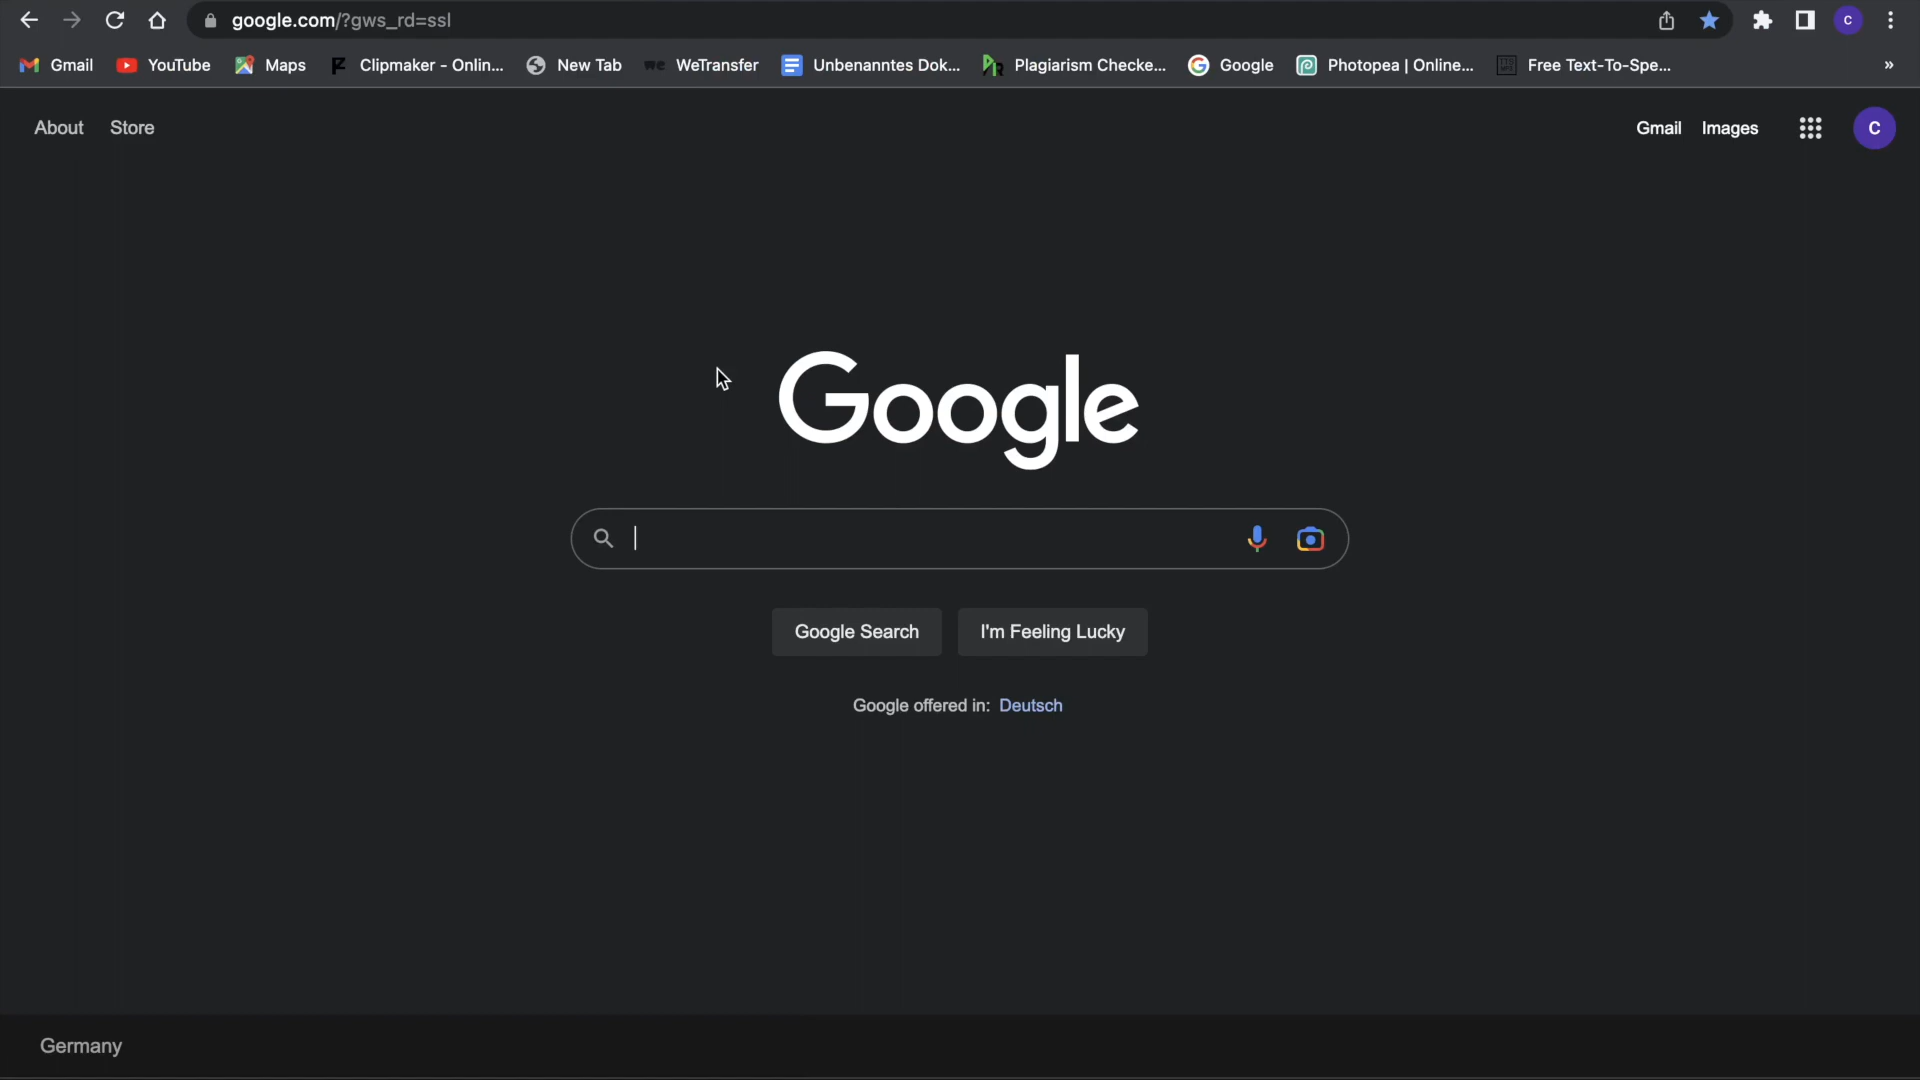 google.com/?gws_rd=ssl
C
Gmail YouTube Maps Clipmaker - Onlin... New Tab WeTransfer Unbenanntes Dok... Plagiarism Checke... Google Photopea | Online... Free Text-To-Spe... »
About Store Gmail Images C
Google
Google Search I'm Feeling Lucky
Google offered in: Deutsch
Germany